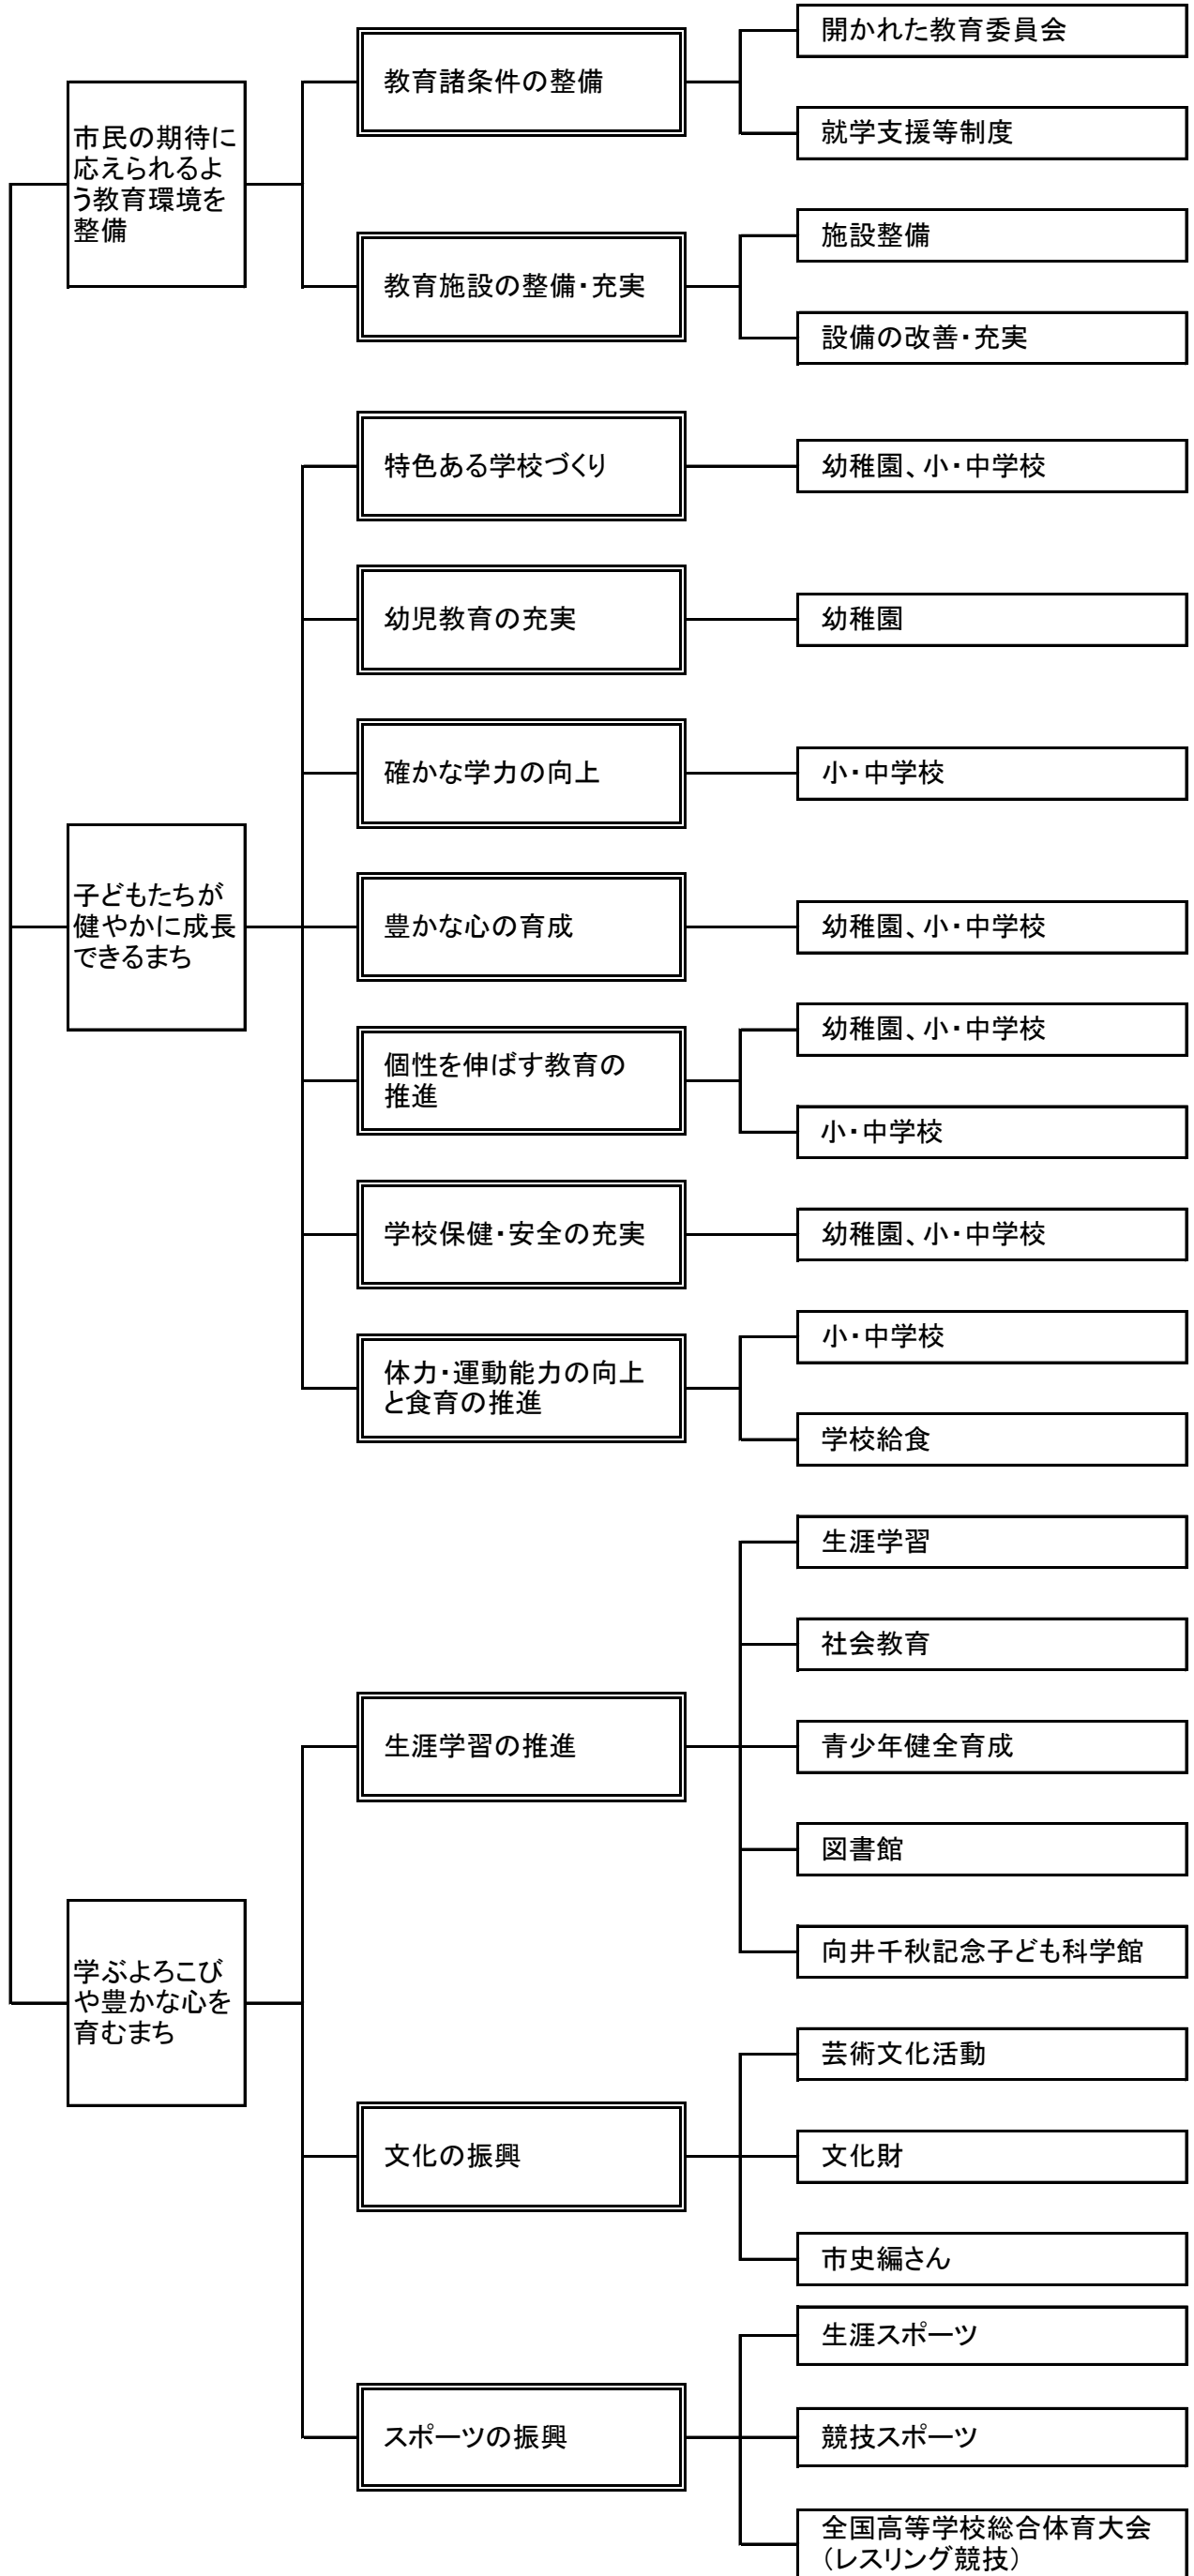 市民の期待に
応えられるよ
う教育環境を
整備
教育諸条件の整備
開かれた教育委員会
就学支援等制度
教育施設の整備・充実
施設整備
設備の改善・充実
子どもたちが
健やかに成長
できるまち
特色ある学校づくり
幼稚園、小・中学校
幼児教育の充実
幼稚園
確かな学力の向上
小・中学校
豊かな心の育成
幼稚園、小・中学校
個性を伸ばす教育の
推進
幼稚園、小・中学校
小・中学校
学校保健・安全の充実
幼稚園、小・中学校
体力・運動能力の向上
と食育の推進
小・中学校
学校給食
学ぶよろこび
や豊かな心を
育むまち
生涯学習の推進
生涯学習
社会教育
青少年健全育成
図書館
向井千秋記念子ども科学館
文化の振興
芸術文化活動
文化財
市史編さん
スポーツの振興
生涯スポーツ
競技スポーツ
全国高等学校総合体育大会
（レスリング競技）